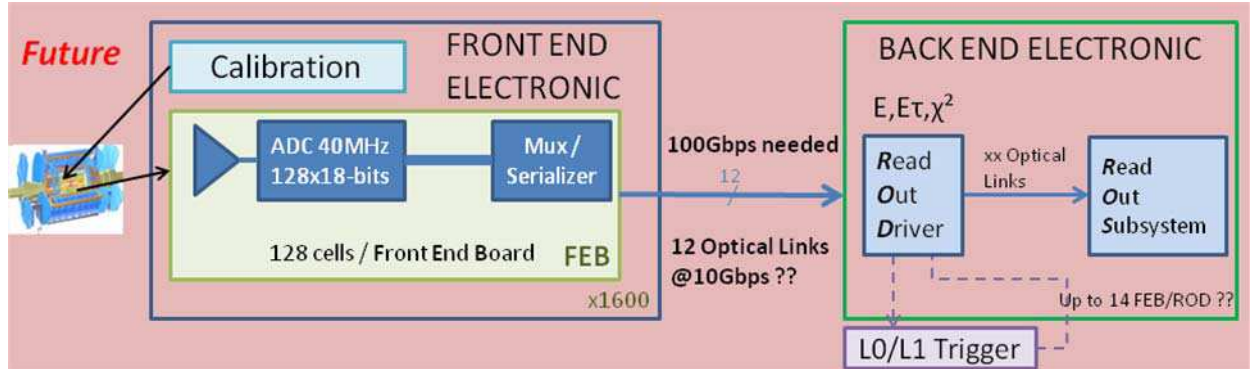 Future
Calibration
FRONT END
ELECTRONIC
ADC 40MHz
128x18-bits
Mux /
Serializer
128 cells / Front End Board
FEB
x1600
100Gbps needed
12
12 Optical Links
@10Gbps ??
BACK END ELECTRONIC
E,Eτ,χ²
Read
Out
Driver
xx Optical
Links
Read
Out
Subsystem
Up to 14 FEB/ROD ??
L0/L1 Trigger